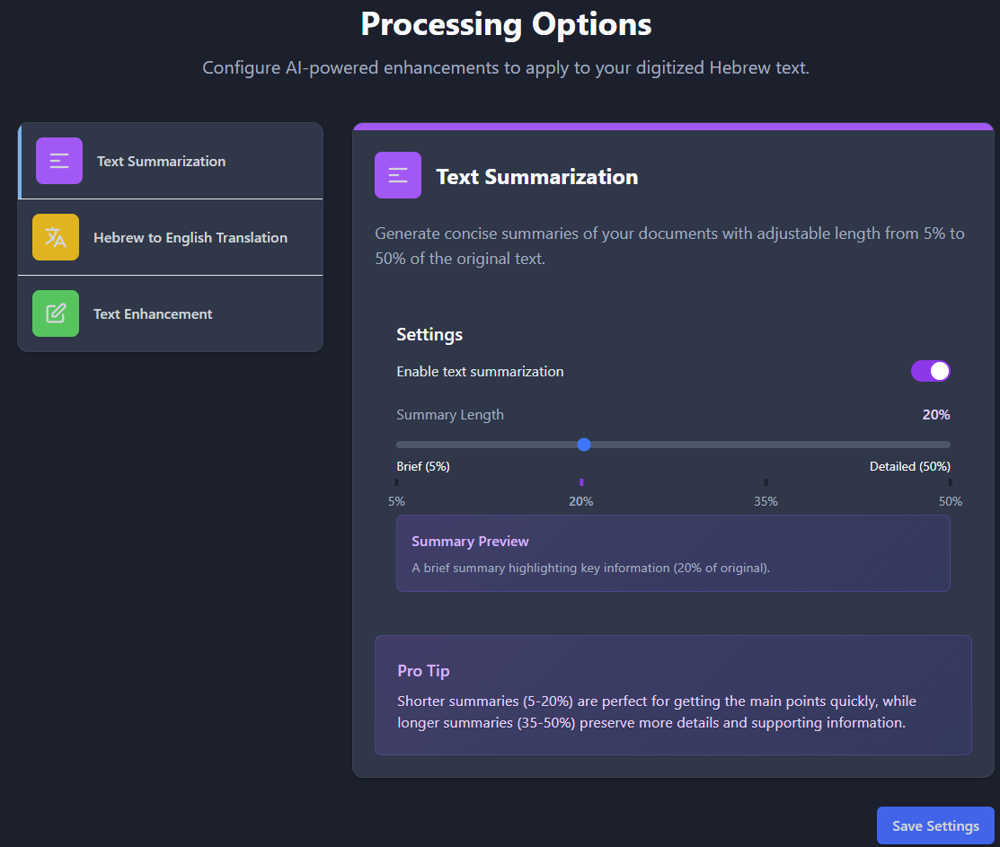 Processing Options
Configure AI-powered enhancements to apply to your digitized Hebrew text.
Text Summarization
Hebrew to English Translation
Text Enhancement
Text Summarization
Generate concise summaries of your documents with adjustable length from 5% to
50% of the original text.
Settings
Enable text summarization
Summary Length 20%
Brief (5%) Detailed (50%)
5% 20% 35% 50%
Summary Preview
A brief summary highlighting key information (20% of original).
Pro Tip
Shorter summaries (5-20%) are perfect for getting the main points quickly, while
longer summaries (35-50%) preserve more details and supporting information.
Save Settings